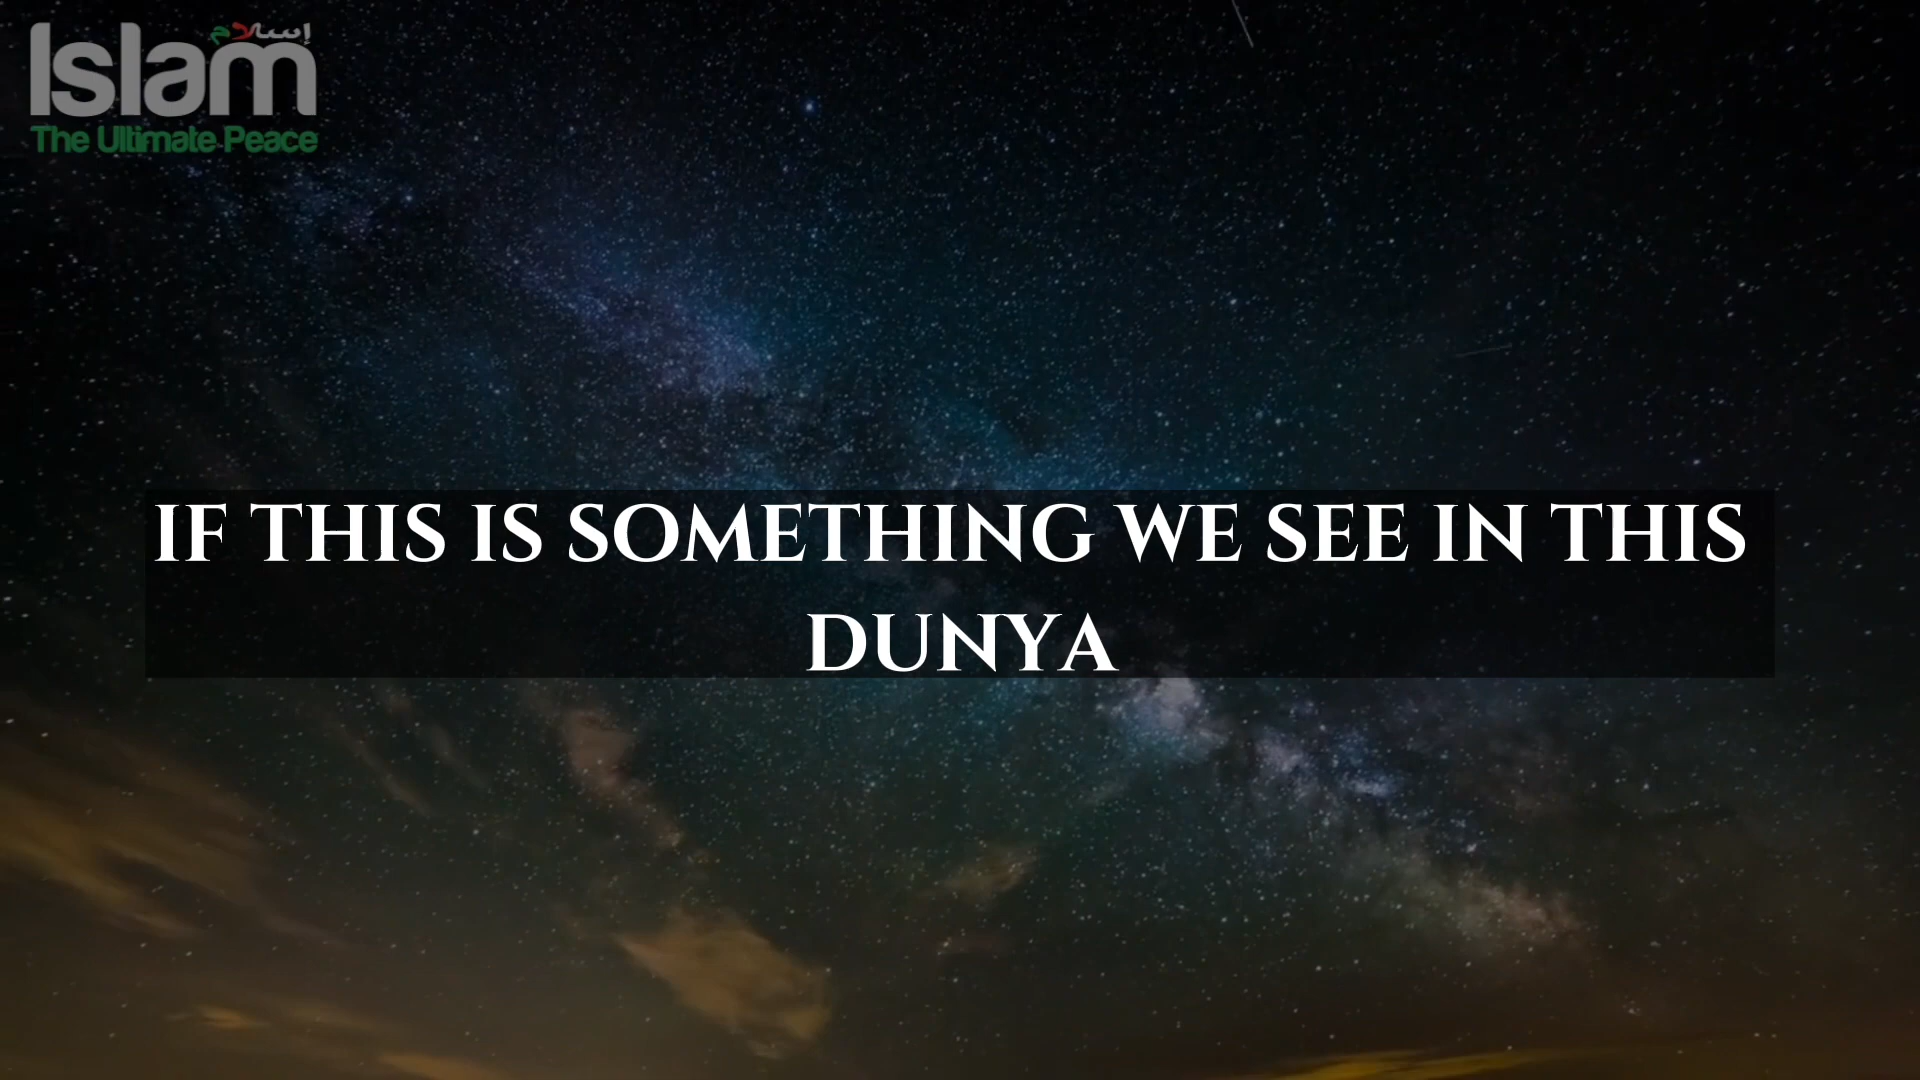 إسلام
Islam
The Ultimate Peace
IF THIS IS SOMETHING WE SEE IN THIS
DUNYA